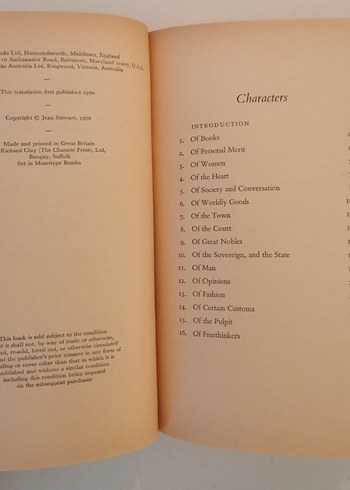 oks Ltd, Harmondsworth, Middlesex, England
Ambassador Road, Baltimore, Maryland 21207, U.S.A.
ks Australia Ltd, Ringwood, Victoria, Australia
—
This translation first published 1970
—
Copyright © Jean Stewart, 1970
—
Made and printed in Great Britain
Richard Clay (The Chaucer Press), Ltd,
Bungay, Suffolk
Set in Monotype Bembo
This book is sold subject to the condition
t it shall not, by way of trade or otherwise,
ent, re-sold, hired out, or otherwise circulated
ut the publisher's prior consent in any form of
ding or cover other than that in which it is
published and without a similar condition
including this condition being imposed
on the subsequent purchaser
Characters
INTRODUCTION
1. Of Books
2. Of Personal Merit
3. Of Women
4. Of the Heart
5. Of Society and Conversation
6. Of Worldly Goods
7. Of the Town
8. Of the Court
9. Of Great Nobles
10. Of the Sovereign, and the State
11. Of Man
12. Of Opinions
13. Of Fashion
14. Of Certain Customs
15. Of the Pulpit
16. Of Freethinkers